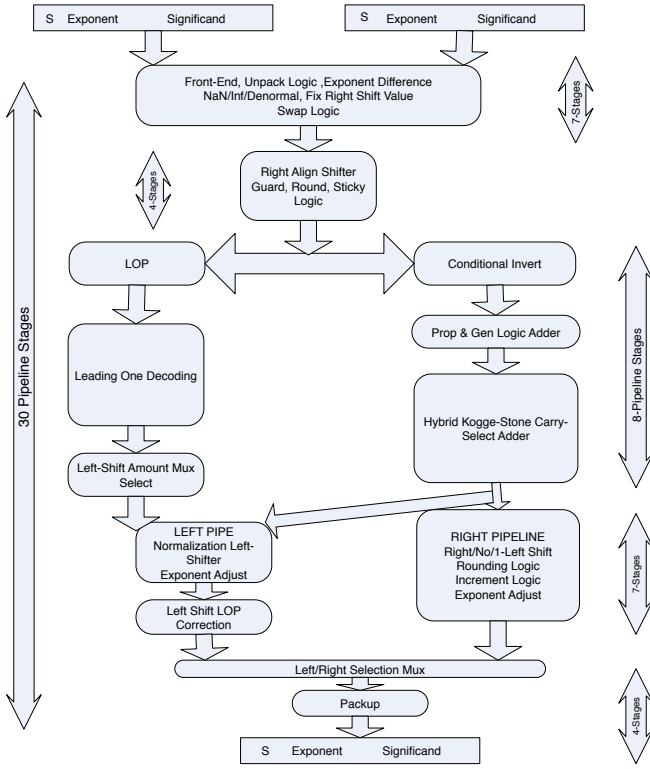 S Exponent Significand
S Exponent Significand
Front-End, Unpack Logic ,Exponent Difference
NaN/Inf/Denormal, Fix Right Shift Value
Swap Logic
7-Stages
Right Align Shifter
Guard, Round, Sticky
Logic
4-Stages
LOP
Conditional Invert
Prop & Gen Logic Adder
Leading One Decoding
Hybrid Kogge-Stone Carry-
Select Adder
30 Pipeline Stages
8-Pipeline Stages
Left-Shift Amount Mux
Select
LEFT PIPE
Normalization Left-
Shifter
Exponent Adjust
RIGHT PIPELINE
Right/No/1-Left Shift
Rounding Logic
Increment Logic
Exponent Adjust
7-Stages
Left Shift LOP
Correction
Left/Right Selection Mux
Packup
4-Stages
S Exponent Significand